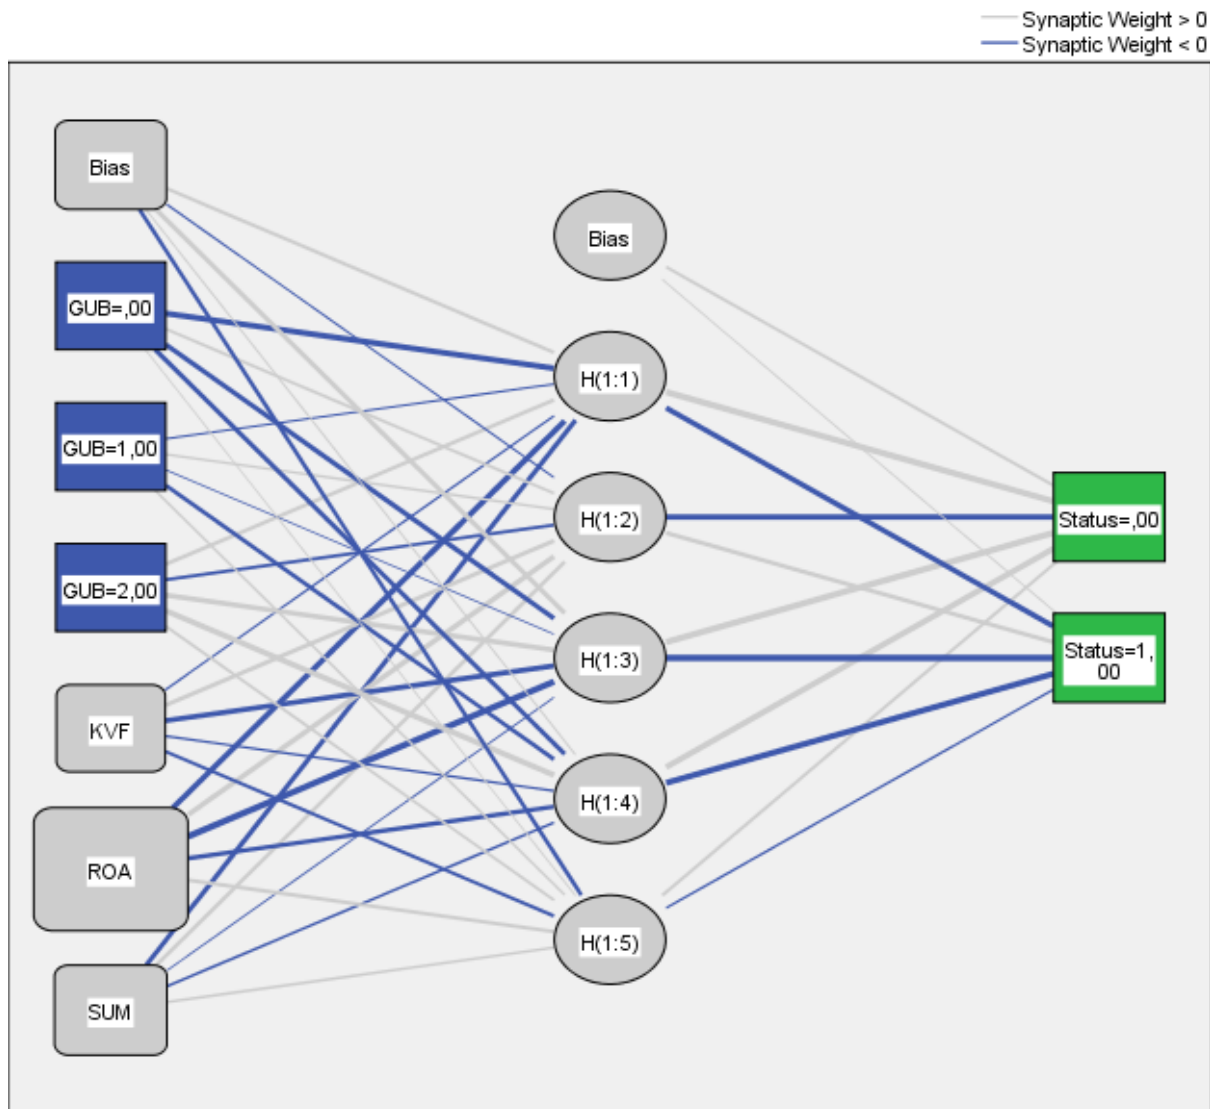 Synaptic Weight > 0
Synaptic Weight < 0
Bias
GUB=,00
GUB=1,00
GUB=2,00
KVF
ROA
SUM
Bias
H(1:1)
H(1:2)
H(1:3)
H(1:4)
H(1:5)
Status=,00
Status=1,
00